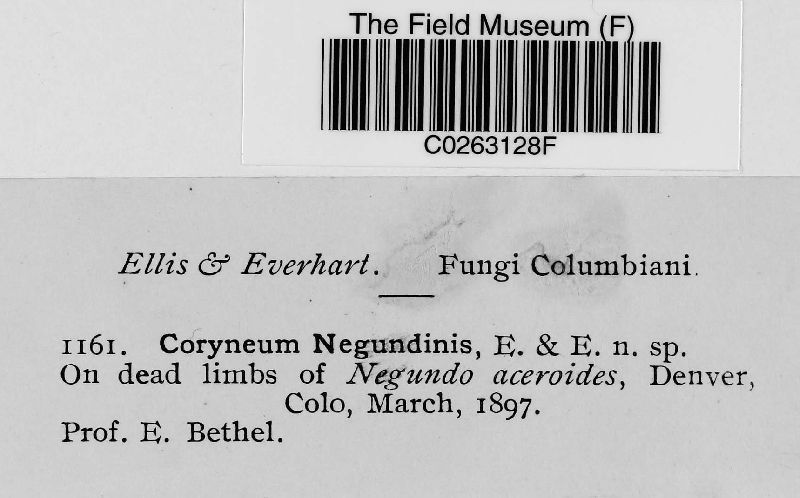 The Field Museum (F)
C0263128F
Ellis & Everhart. Fungi Columbiani.
1161. Coryneum Negundinis, E. & E. n. sp.
On dead limbs of Negundo aceroides, Denver,
Colo, March, 1897.
Prof. E. Bethel.